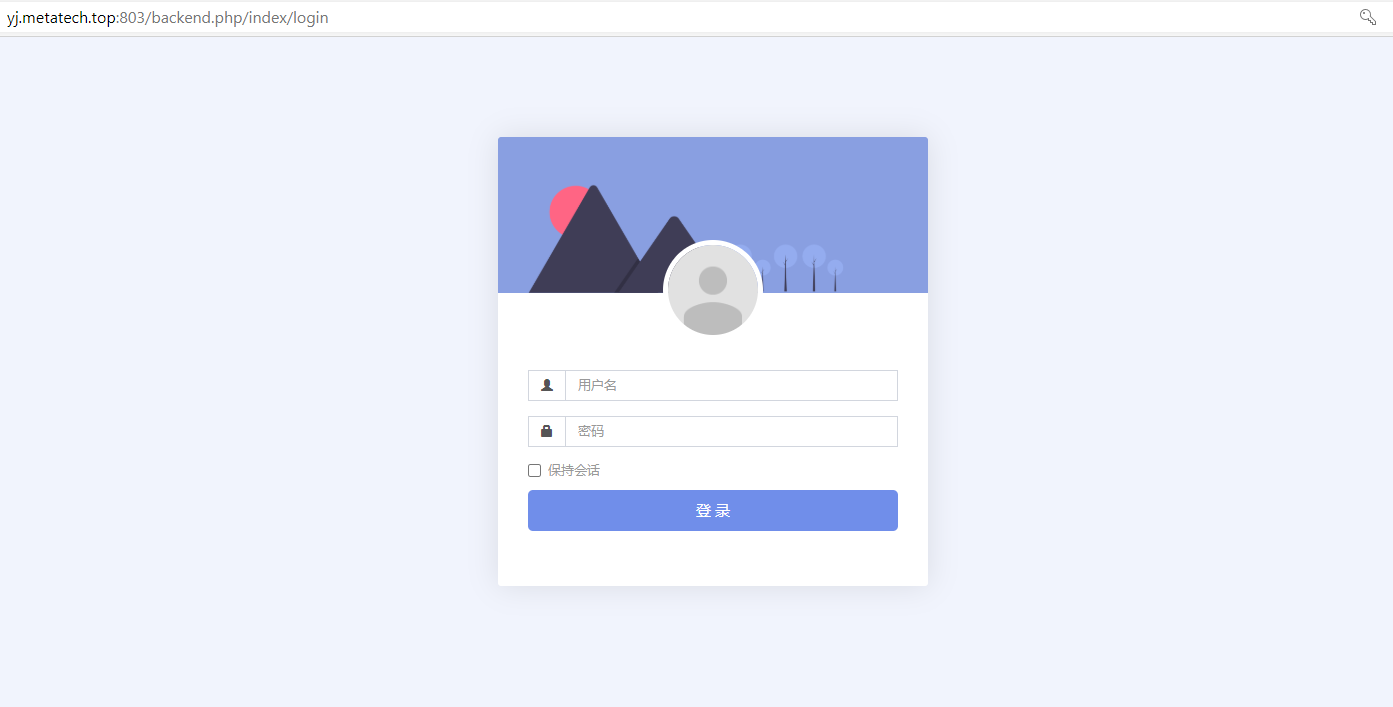 yj.metatech.top:803/backend.php/index/login
用户名
密码
保持会话
登 录